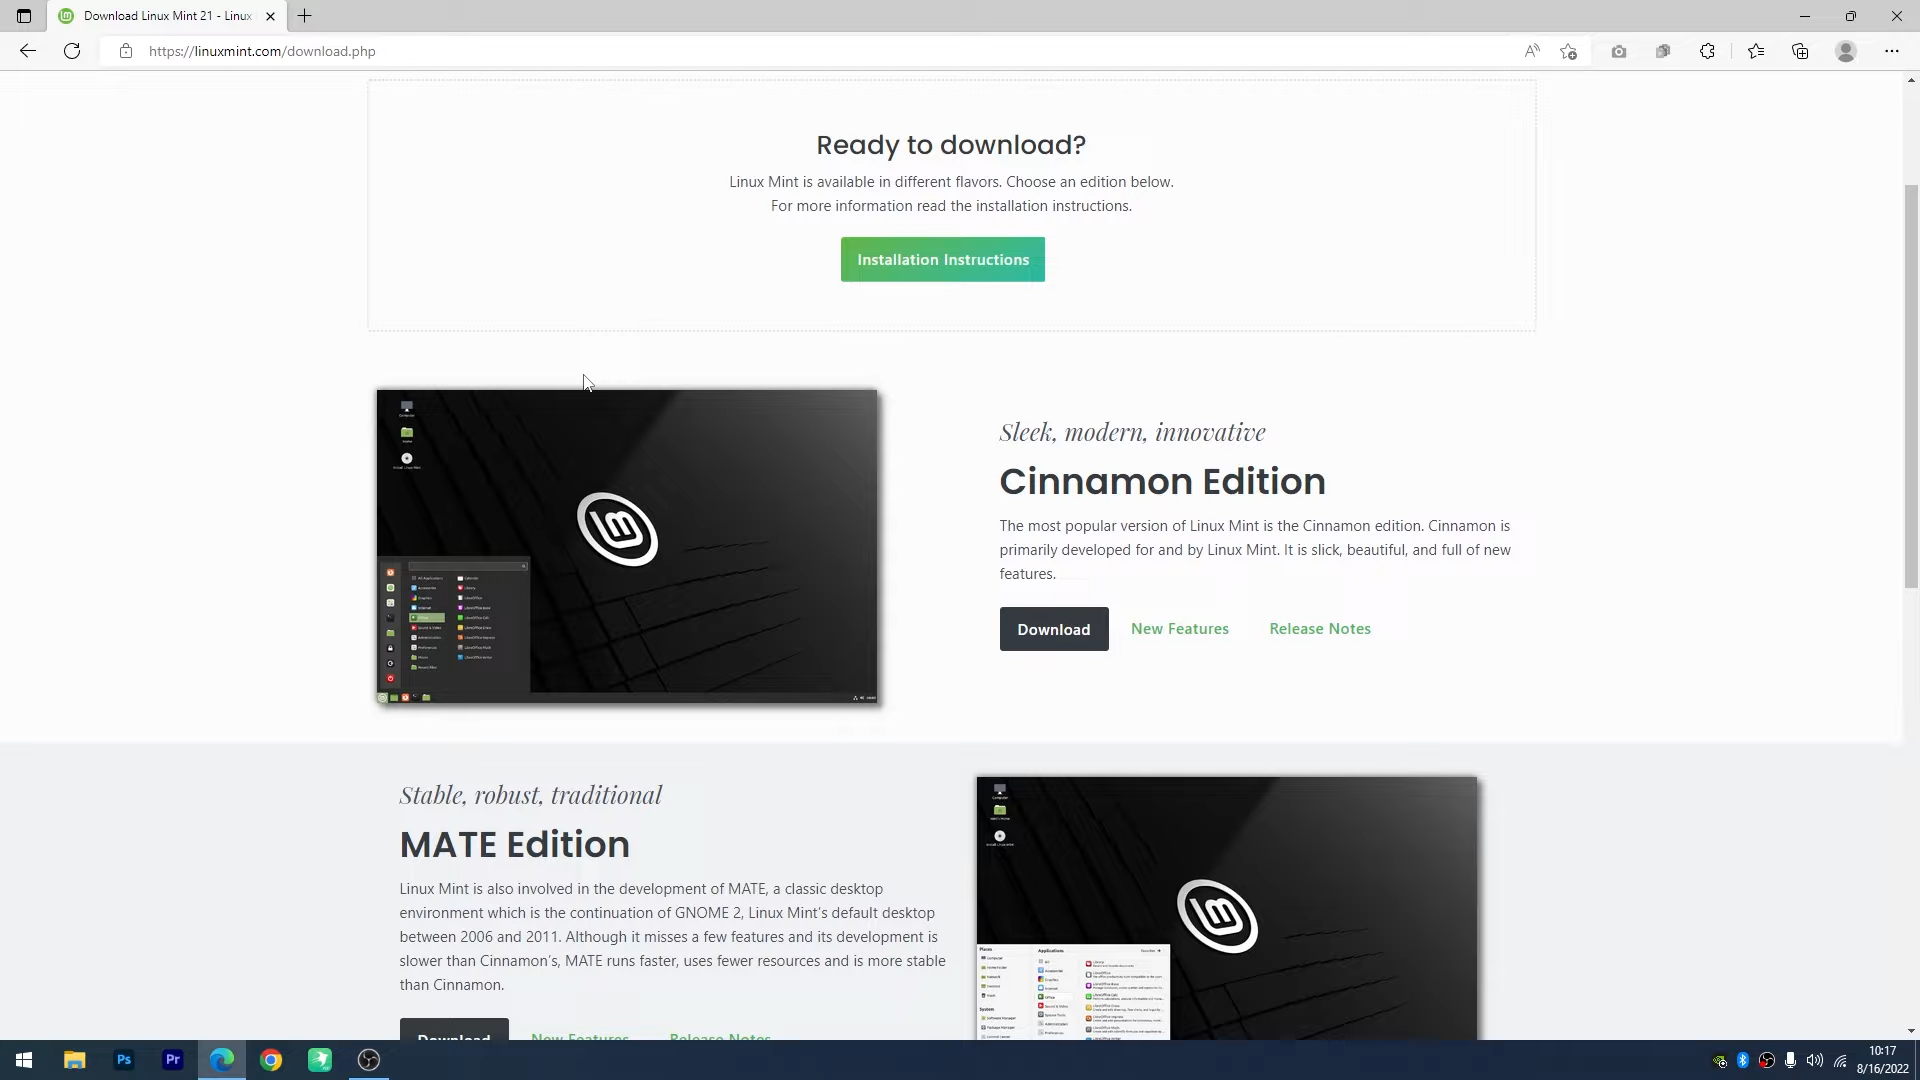 Download Linux Mint 21 - Linux
https://linuxmint.com/download.php
Ready to download?
Linux Mint is available in different flavors. Choose an edition below.
For more information read the installation instructions.
Installation Instructions
Sleek, modern, innovative
Cinnamon Edition
The most popular version of Linux Mint is the Cinnamon edition. Cinnamon is
primarily developed for and by Linux Mint. It is slick, beautiful, and full of new
features.
Download New Features Release Notes
Stable, robust, traditional
MATE Edition
Linux Mint is also involved in the development of MATE, a classic desktop
environment which is the continuation of GNOME 2, Linux Mint's default desktop
between 2006 and 2011. Although it misses a few features and its development is
slower than Cinnamon's, MATE runs faster, uses fewer resources and is more stable
than Cinnamon.
Download New Features Release Notes
Ps
Pr
10:17
8/16/2022